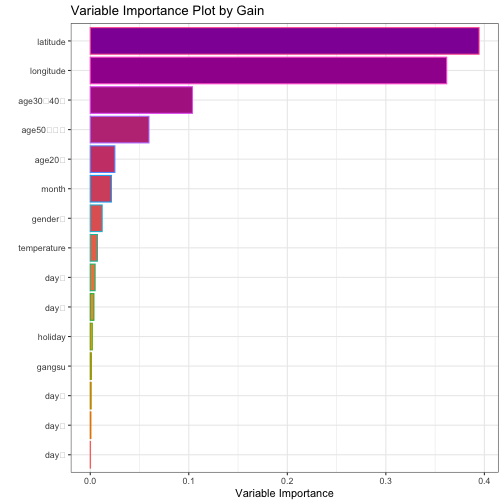 Variable Importance Plot by Gain
latitude
longitude
age30□40□
age50□□□
age20□
month
gender□
temperature
day□
day□
holiday
gangsu
day□
day□
day□
0.0 0.1 0.2 0.3 0.4
Variable Importance